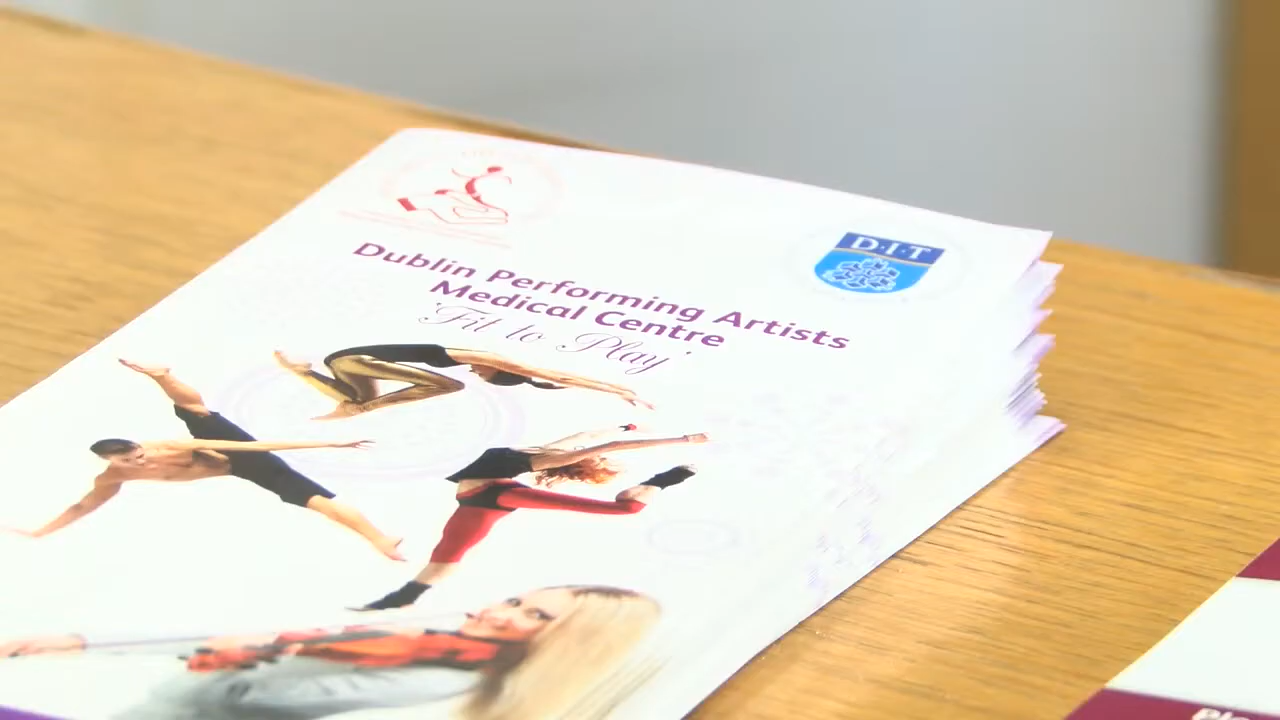 D·I·T
Dublin Performing Artists
Medical Centre
'Fit to Play'